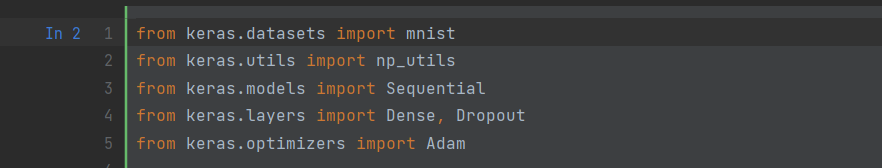 In 2 1 from keras.datasets import mnist
2 from keras.utils import np_utils
3 from keras.models import Sequential
4 from keras.layers import Dense, Dropout
5 from keras.optimizers import Adam